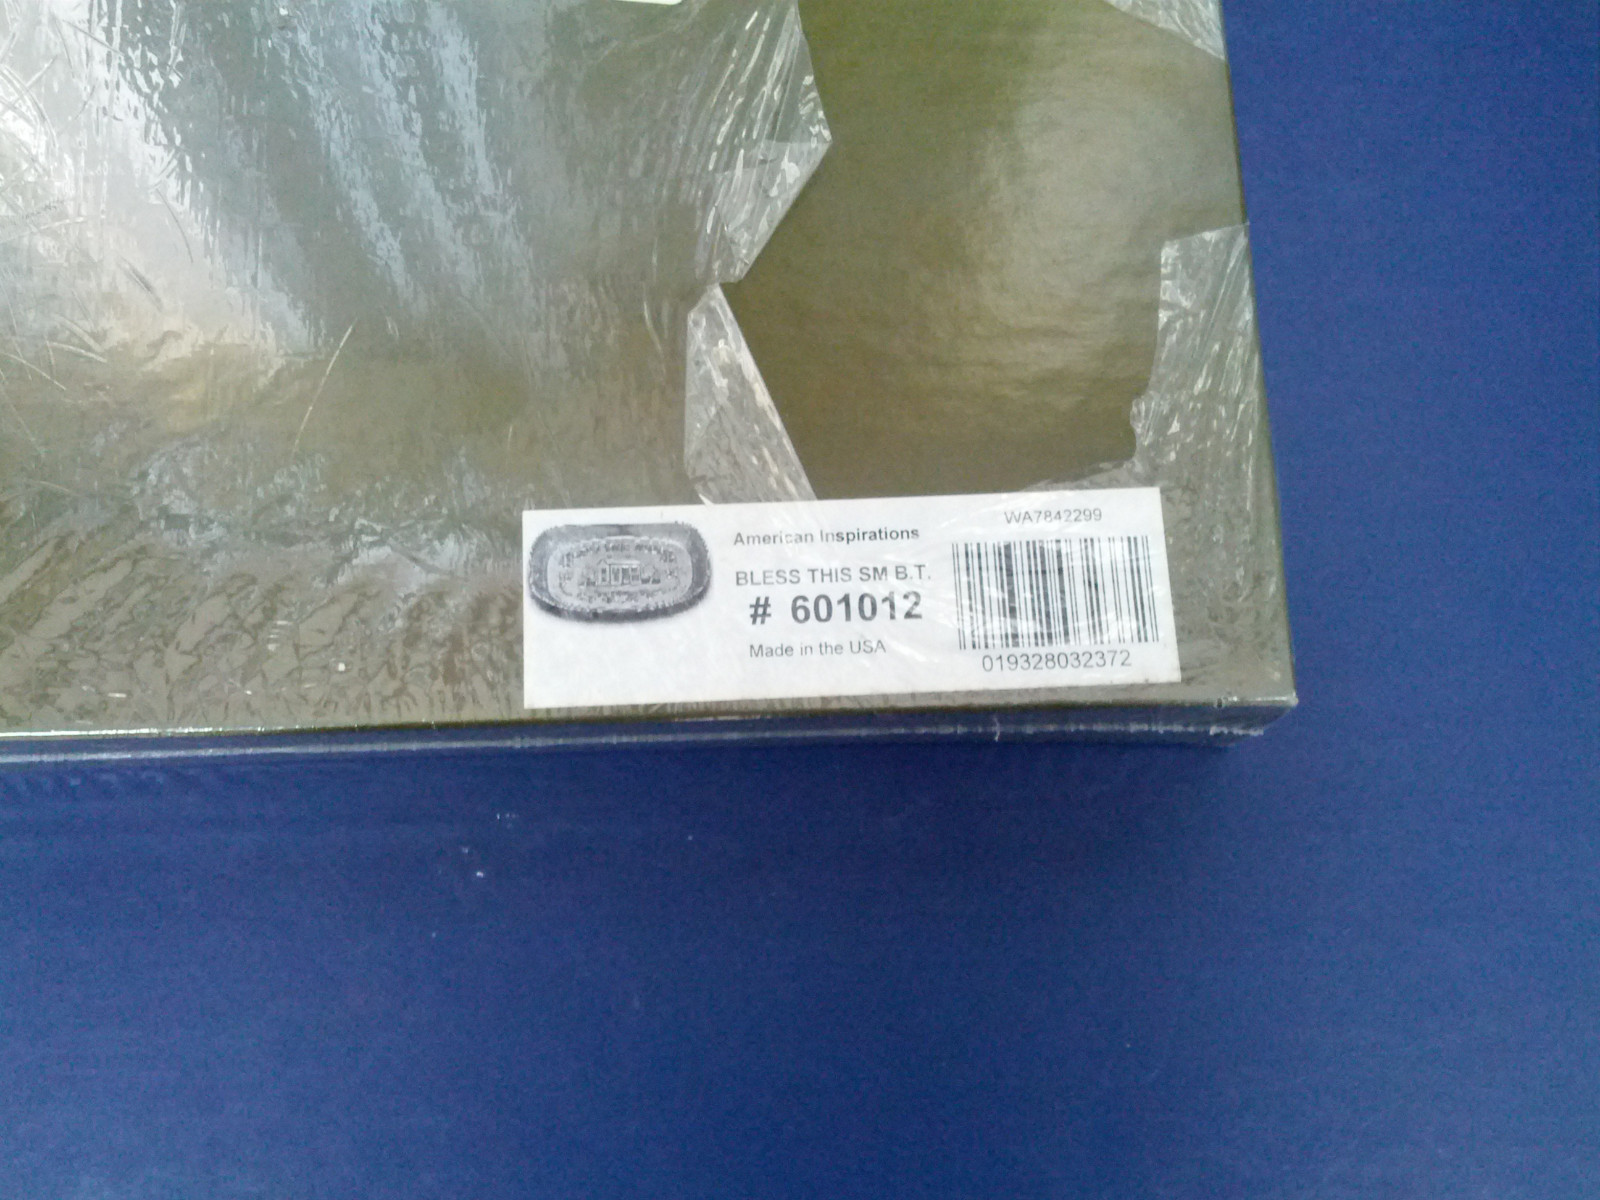 American Inspirations
BLESS THIS SM B.T.
# 601012
Made in the USA
WA7842299
019328032372